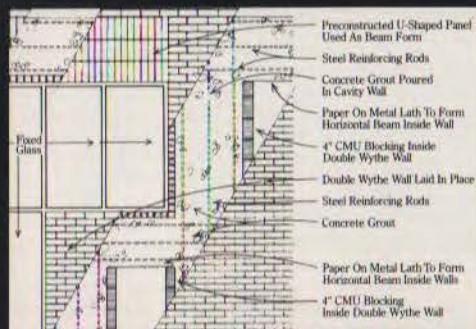 Preconstructed U-Shaped Panel
Used As Beam Form
Steel Reinforcing Rods
Concrete Grout Poured
In Cavity Wall
Paper On Metal Lath To Form
Horizontal Beam Inside Wall
Fixed
Glass
4" CMU Blocking Inside
Double Wythe Wall
Double Wythe Wall Laid In Place
Steel Reinforcing Rods
Concrete Grout
Paper On Metal Lath To Form
Horizontal Beam Inside Walls
4" CMU Blocking
Inside Double Wythe Wall